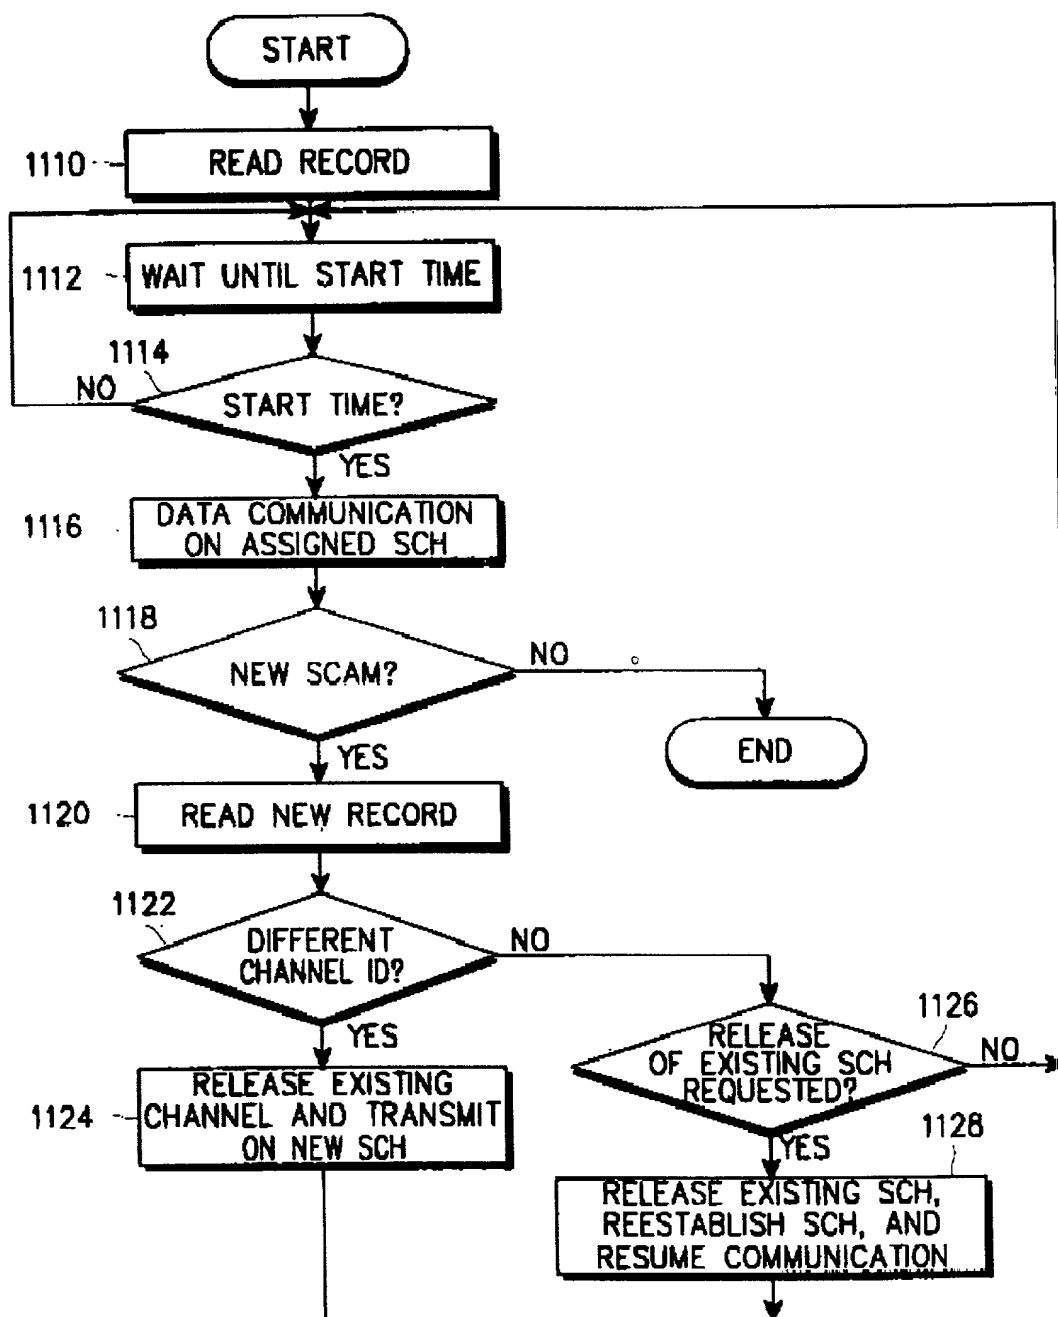 START
1110
READ RECORD
1112
WAIT UNTIL START TIME
1114
NO
START TIME?
YES
1116
DATA COMMUNICATION
ON ASSIGNED SCH
1118
NEW SCAM?
NO
YES
END
1120
READ NEW RECORD
1122
DIFFERENT
CHANNEL ID?
NO
YES
1126
RELEASE
OF EXISTING SCH
REQUESTED?
NO
1124
RELEASE EXISTING
CHANNEL AND TRANSMIT
ON NEW SCH
YES
1128
RELEASE EXISTING SCH,
REESTABLISH SCH, AND
RESUME COMMUNICATION